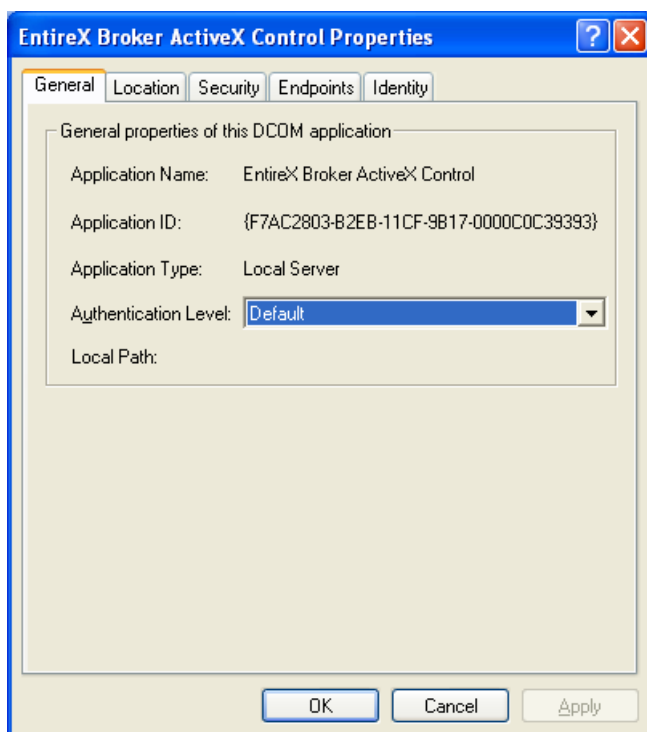 EntireX Broker ActiveX Control Properties
General Location Security Endpoints Identity
General properties of this DCOM application
Application Name: EntireX Broker ActiveX Control
Application ID: {F7AC2803-B2EB-11CF-9B17-0000C0C39393}
Application Type: Local Server
Authentication Level: Default
Local Path:
OK Cancel Apply